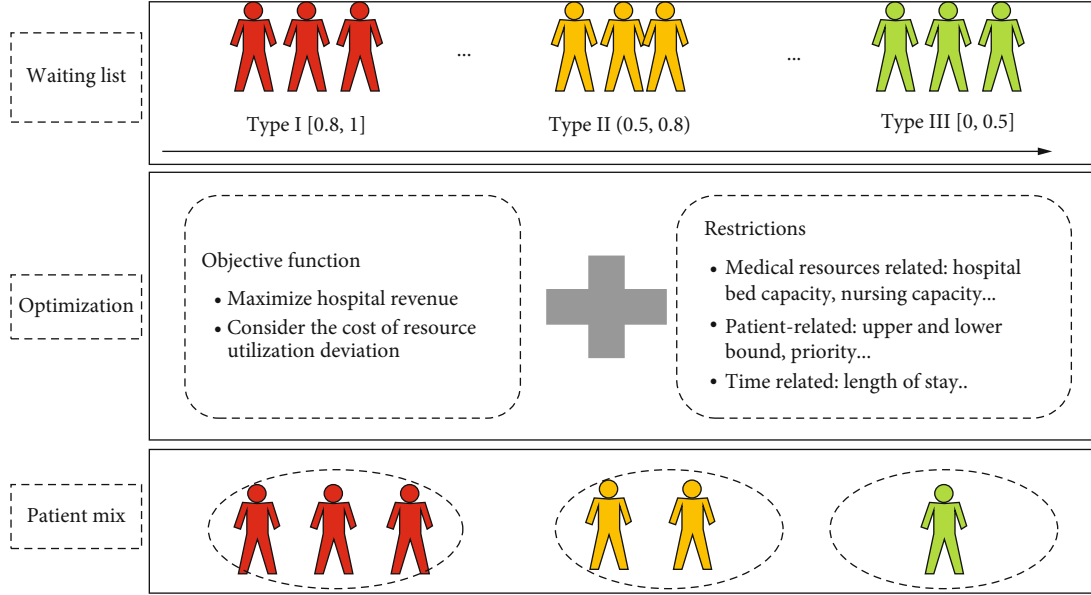 Waiting list
...
...
Type I [0.8, 1]
Type II (0.5, 0.8)
Type III [0, 0.5]
Optimization
Objective function
• Maximize hospital revenue
• Consider the cost of resource
utilization deviation
Restrictions
• Medical resources related: hospital
bed capacity, nursing capacity...
• Patient-related: upper and lower
bound, priority...
• Time related: length of stay..
Patient mix